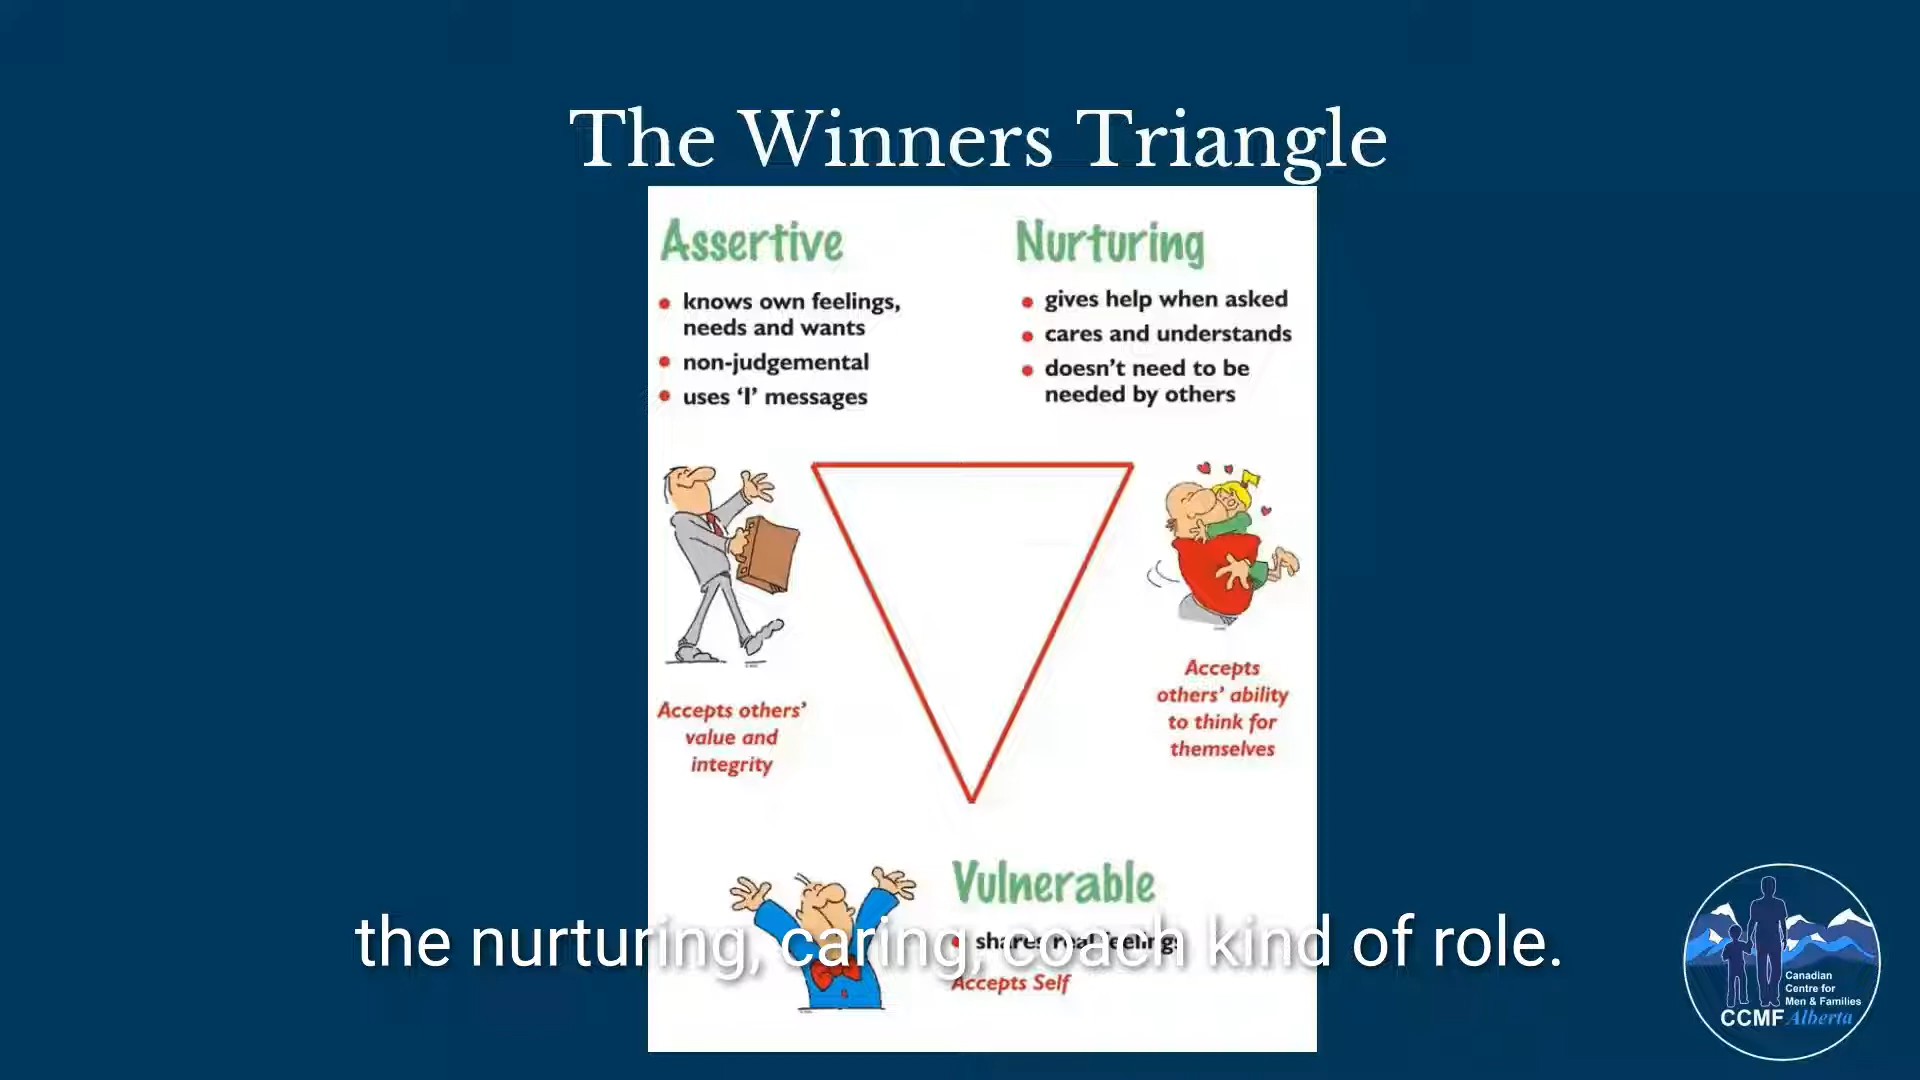 The Winners Triangle
Assertive
knows own feelings,
needs and wants
non-judgemental
uses ‘I’ messages
Nurturing
gives help when asked
cares and understands
doesn’t need to be
needed by others
Accepts others’
value and
integrity
Accepts
others’ ability
to think for
themselves
Vulnerable
shares real feelings
the nurturing, caring, coach kind of role.
Accepts Self
Canadian
Centre for
Men & Families
CCMF Alberta